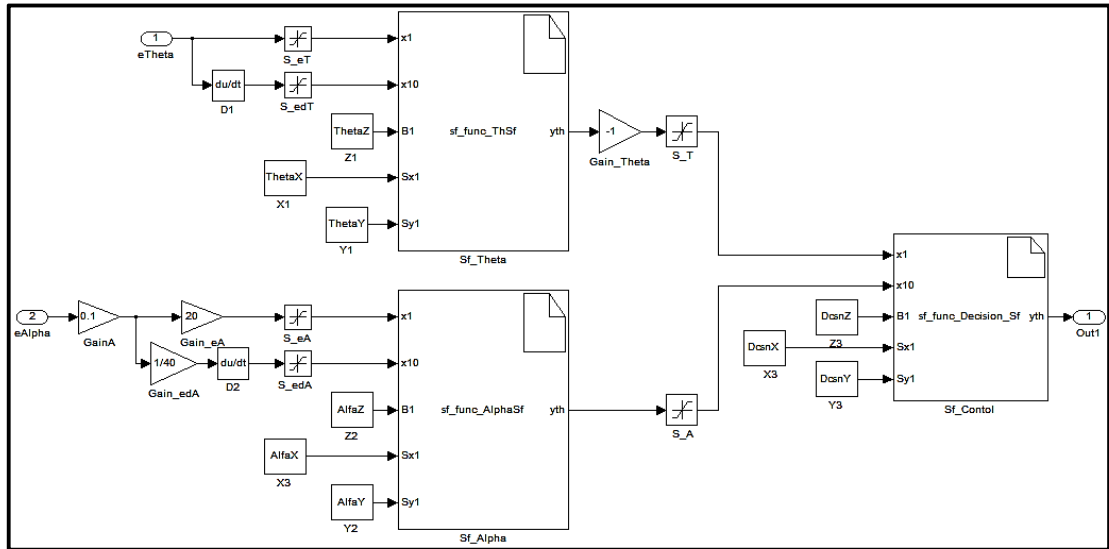 1
eTheta
S_eT
du/dt
D1
S_edT
ThetaZ
Z1
ThetaX
X1
ThetaY
Y1
x1
x10
B1
Sx1
Sy1
sf_func_ThSf
yth
Sf_Theta
-1
Gain_Theta
S_T
2
eAlpha
0.1
GainA
20
Gain_eA
S_eA
1/40
Gain_edA
du/dt
D2
S_edA
AlfaZ
Z2
AlfaX
X3
AlfaY
Y2
x1
x10
B1
Sx1
Sy1
sf_func_AlphaSf
yth
Sf_Alpha
S_A
DcsnZ
Z3
DcsnX
X3
DcsnY
Y3
x1
x10
B1
Sx1
Sy1
sf_func_Decision_Sf
yth
Sf_Contol
1
Out1